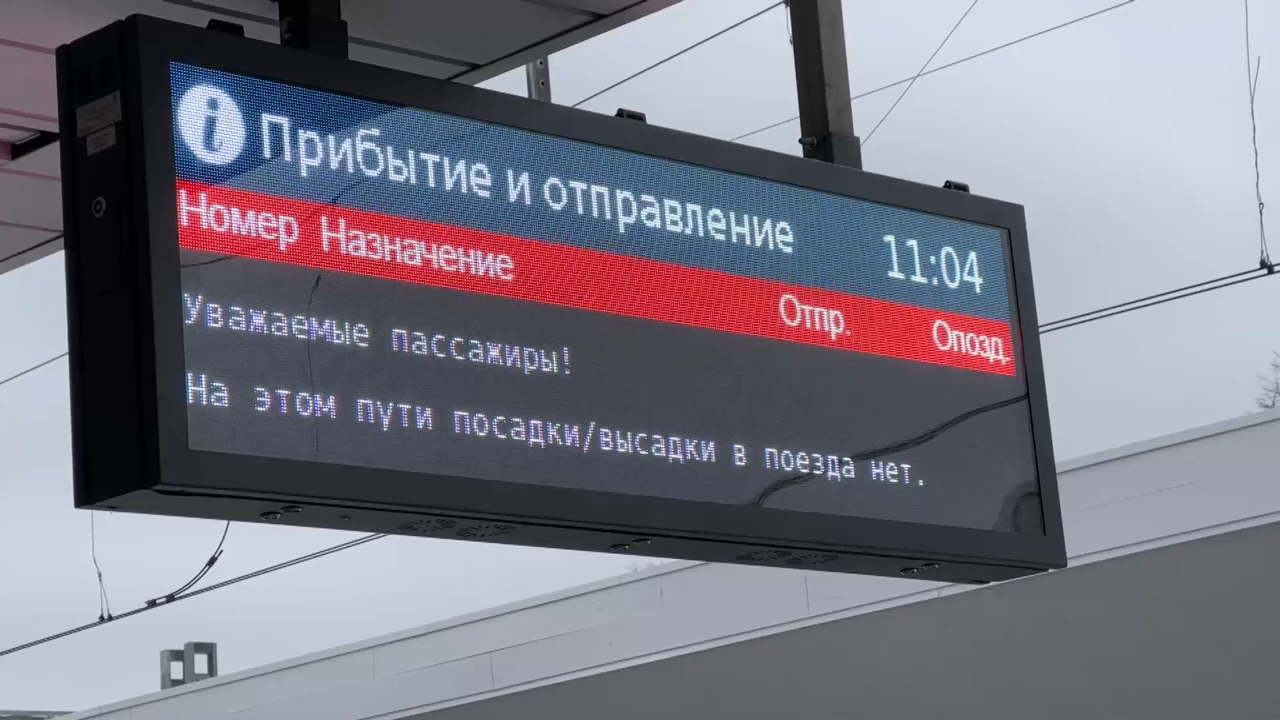 i Прибытие и отправление 11:04
Номер Назначение Отпр. Опозд.
Уважаемые пассажиры!
На этом пути посадки/высадки в поезда нет.